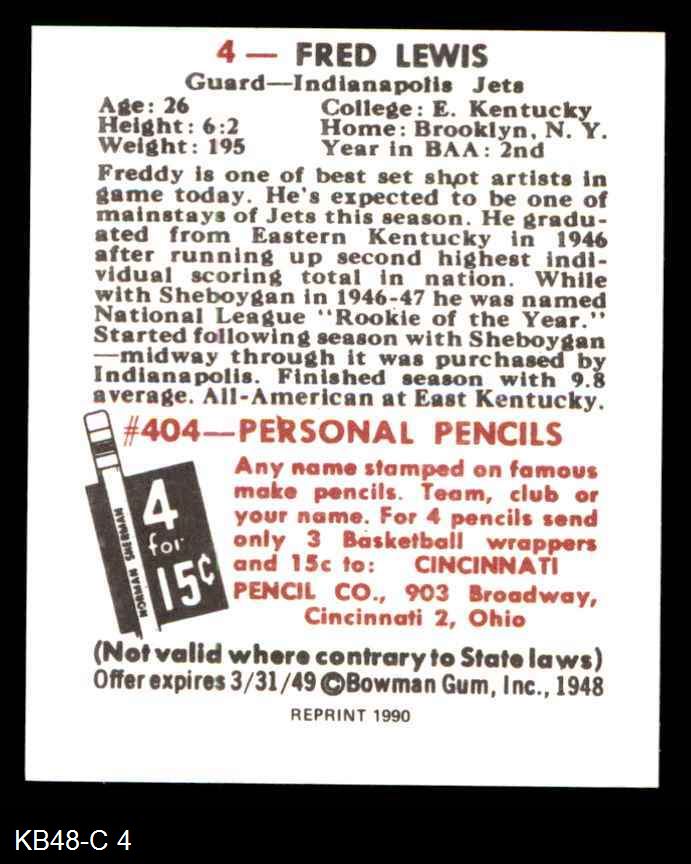 4 — FRED LEWIS
Guard—Indianapolis Jets
Age: 26
Height: 6:2
Weight: 195
College: E. Kentucky
Home: Brooklyn, N. Y.
Year in BAA: 2nd
Freddy is one of best set shot artists in
game today. He's expected to be one of
mainstays of Jets this season. He gradu-
ated from Eastern Kentucky in 1946
after running up second highest indi-
vidual scoring total in nation. While
with Sheboygan in 1946-47 he was named
National League "Rookie of the Year."
Started following season with Sheboygan
—midway through it was purchased by
Indianapolis. Finished season with 9.8
average. All-American at East Kentucky.
#404—PERSONAL PENCILS
NORMAN SHERMAN
4
for
15¢
Any name stamped on famous
make pencils. Team, club or
your name. For 4 pencils send
only 3 Basketball wrappers
and 15c to: CINCINNATI
PENCIL CO., 903 Broadway,
Cincinnati 2, Ohio
(Not valid where contrary to State laws)
Offer expires 3/31/49 ©Bowman Gum, Inc., 1948
REPRINT 1990
KB48-C 4